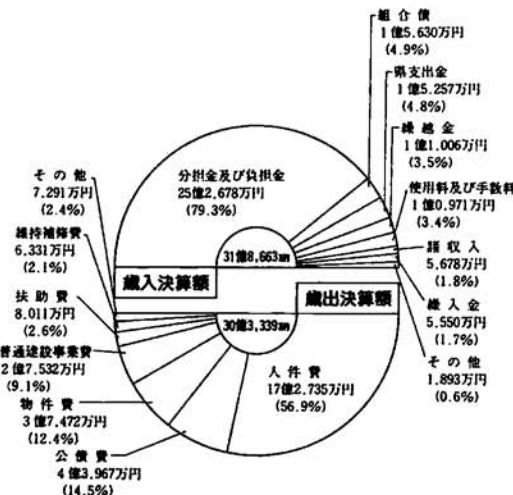 組合債
1億5.630万円
(4.9%)
県支出金
1億5.257万円
(4.8%)
繰越金
1億1.006万円
(3.5%)
使用料及び手数料
1億0.971万円
(3.4%)
諸収入
5.678万円
(1.8%)
繰入金
5.550万円
(1.7%)
その他
1.893万円
(0.6%)
分担金及び負担金
25億2,678万円
(79.3%)
31億8,663万円
歳入決算額
歳出決算額
30億3,339万円
人件費
17億2,735万円
(56.9%)
その他
7.291万円
(2.4%)
維持補修費
6.331万円
(2.1%)
扶助費
8.011万円
(2.6%)
普通建設事業費
2億7,532万円
(9.1%)
物件費
3億7,472万円
(12.4%)
公債費
4億3,967万円
(14.5%)